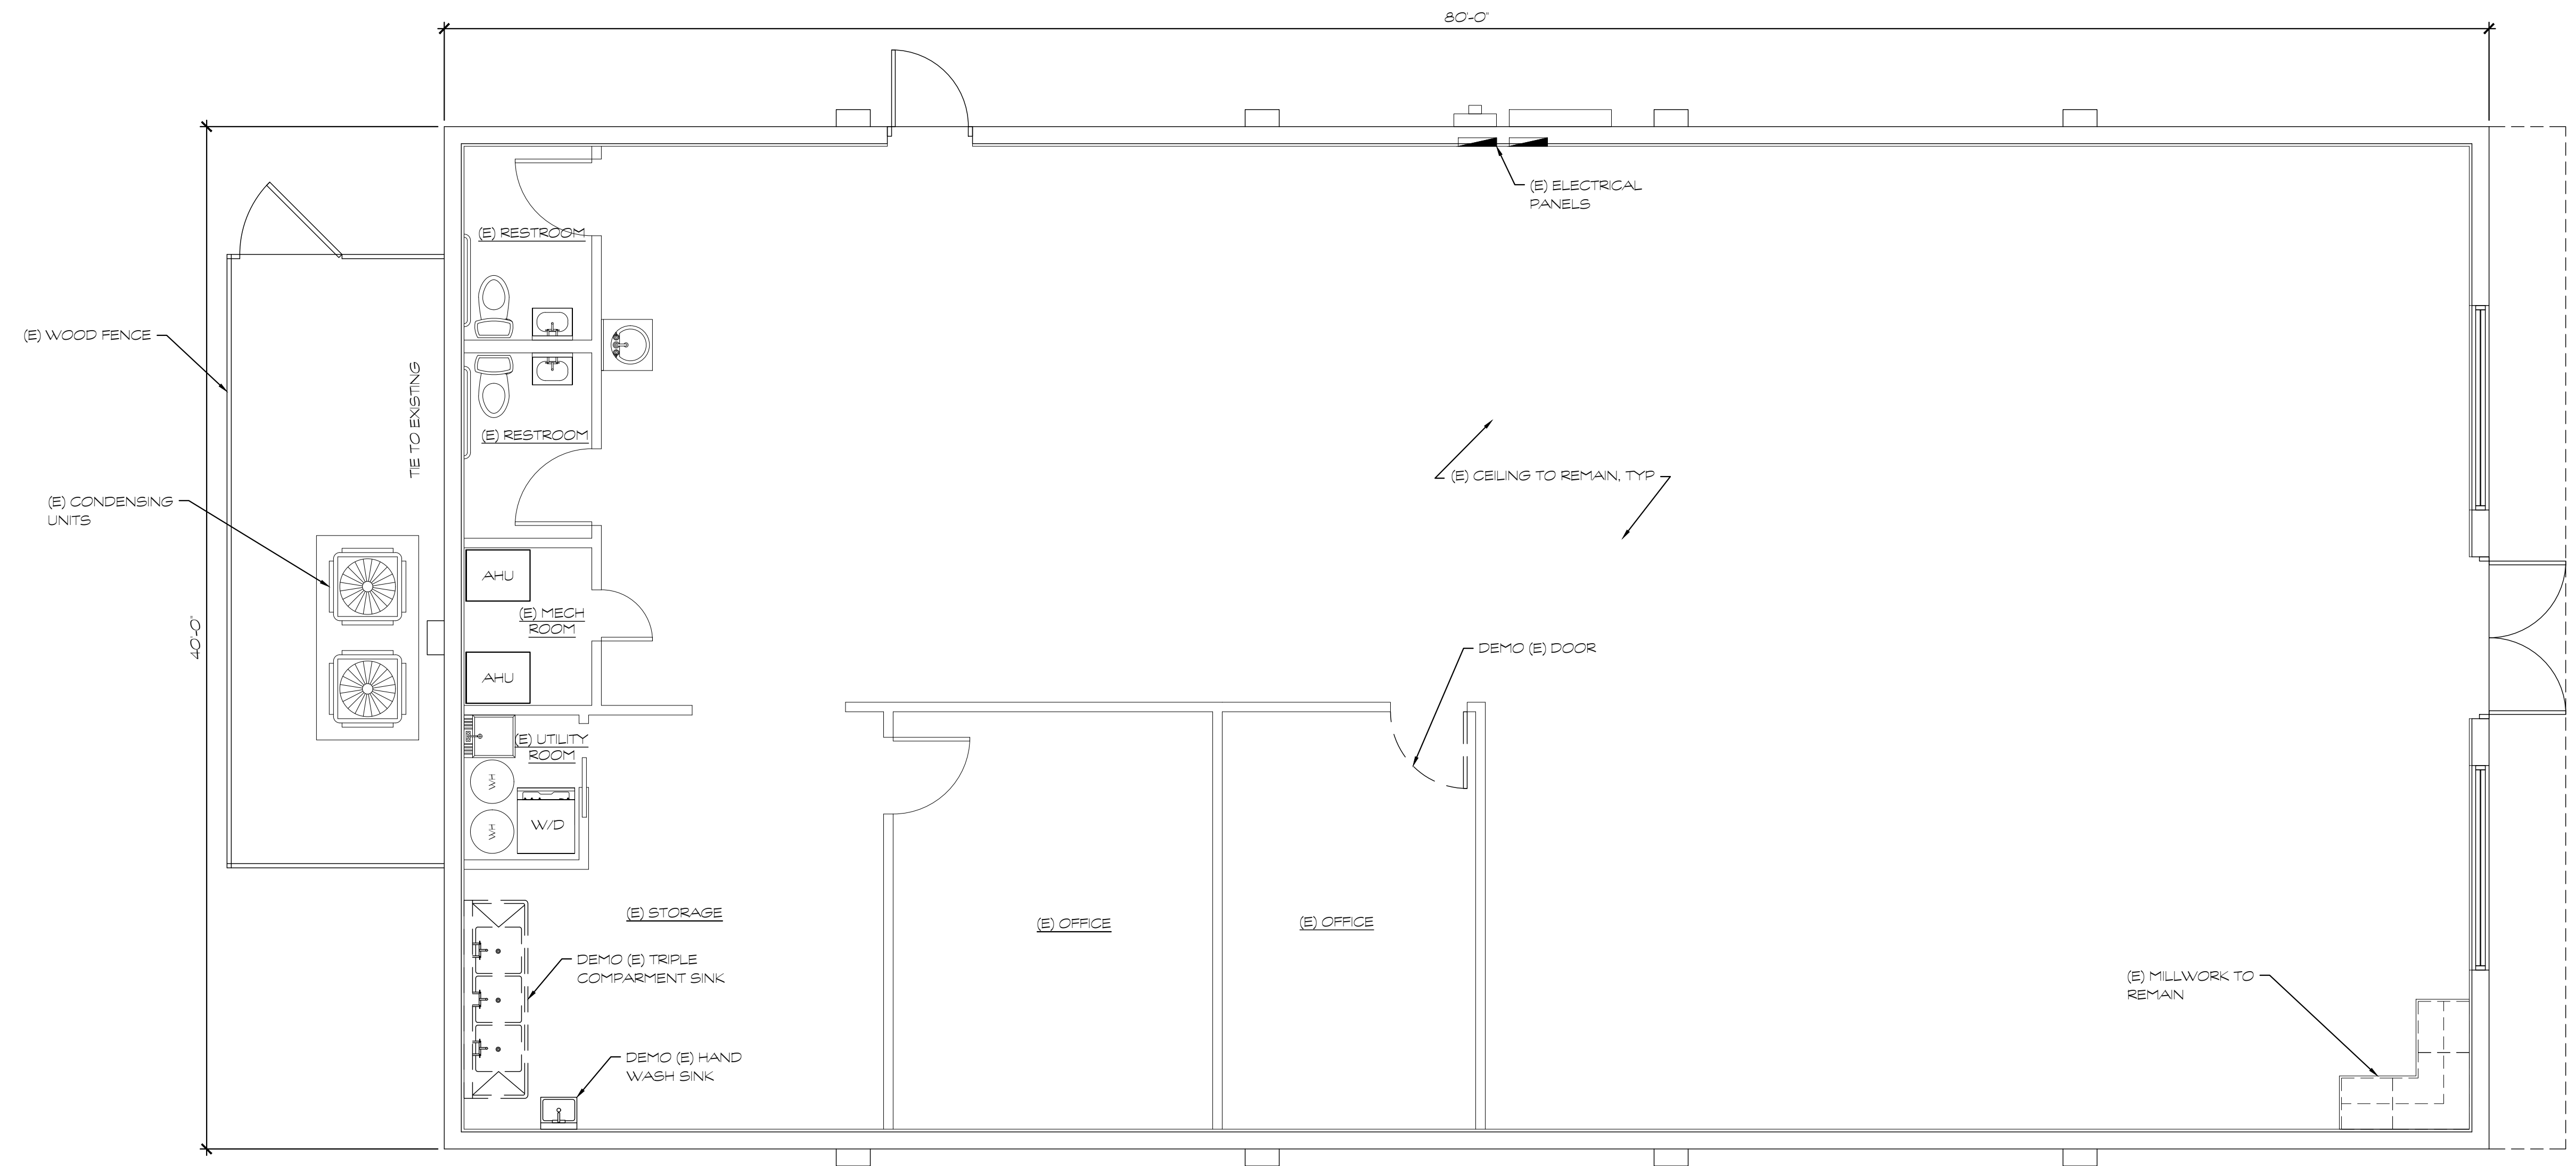 80'-0"
(E) ELECTRICAL
PANELS
(E) RESTROOM
(E) WOOD FENCE
TIE TO EXISTING
(E) RESTROOM
(E) CEILING TO REMAIN, TYP
(E) CONDENSING
UNITS
AHU
(E) MECH
ROOM
40'-0"
DEMO (E) DOOR
AHU
(E) UTILITY
ROOM
WH
W/D
WH
(E) STORAGE
(E) OFFICE
(E) OFFICE
DEMO (E) TRIPLE
COMPARMENT SINK
(E) MILLWORK TO
REMAIN
DEMO (E) HAND
WASH SINK